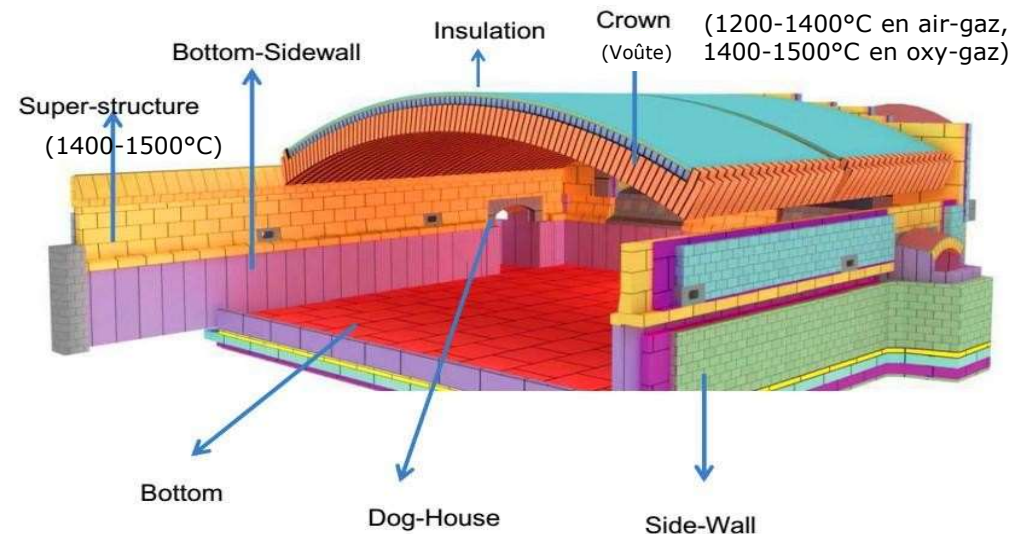 Crown (1200-1400°C en air-gaz,
Insulation
(Voûte) 1400-1500°C en oxy-gaz)
Bottom-Sidewall
Super-structure
(1400-1500°C)
Bottom
Dog-House
Side-Wall